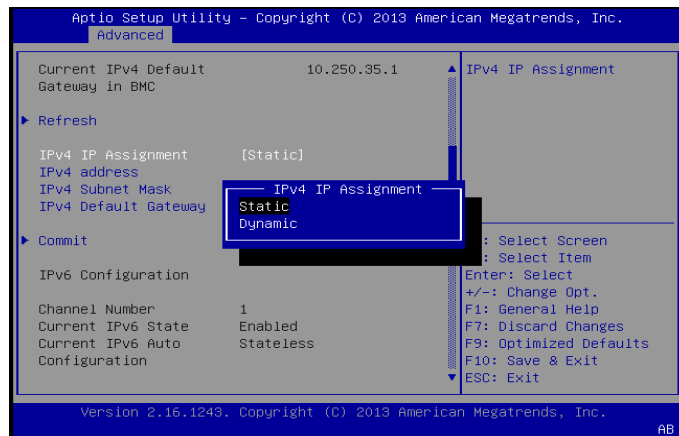 Aptio Setup Utility – Copyright (C) 2013 American Megatrends, Inc.
Advanced
Current IPv4 Default 10.250.35.1
Gateway in BMC
Refresh
IPv4 IP Assignment [Static]
IPv4 address
IPv4 Subnet Mask
IPv4 Default Gateway
Commit
IPv6 Configuration
Channel Number 1
Current IPv6 State Enabled
Current IPv6 Auto Stateless
Configuration
IPv4 IP Assignment
Static
Dynamic
IPv4 IP Assignment
: Select Screen
: Select Item
Enter: Select
+/-: Change Opt.
F1: General Help
F7: Discard Changes
F9: Optimized Defaults
F10: Save & Exit
ESC: Exit
Version 2.16.1243. Copyright (C) 2013 American Megatrends, Inc.
AB